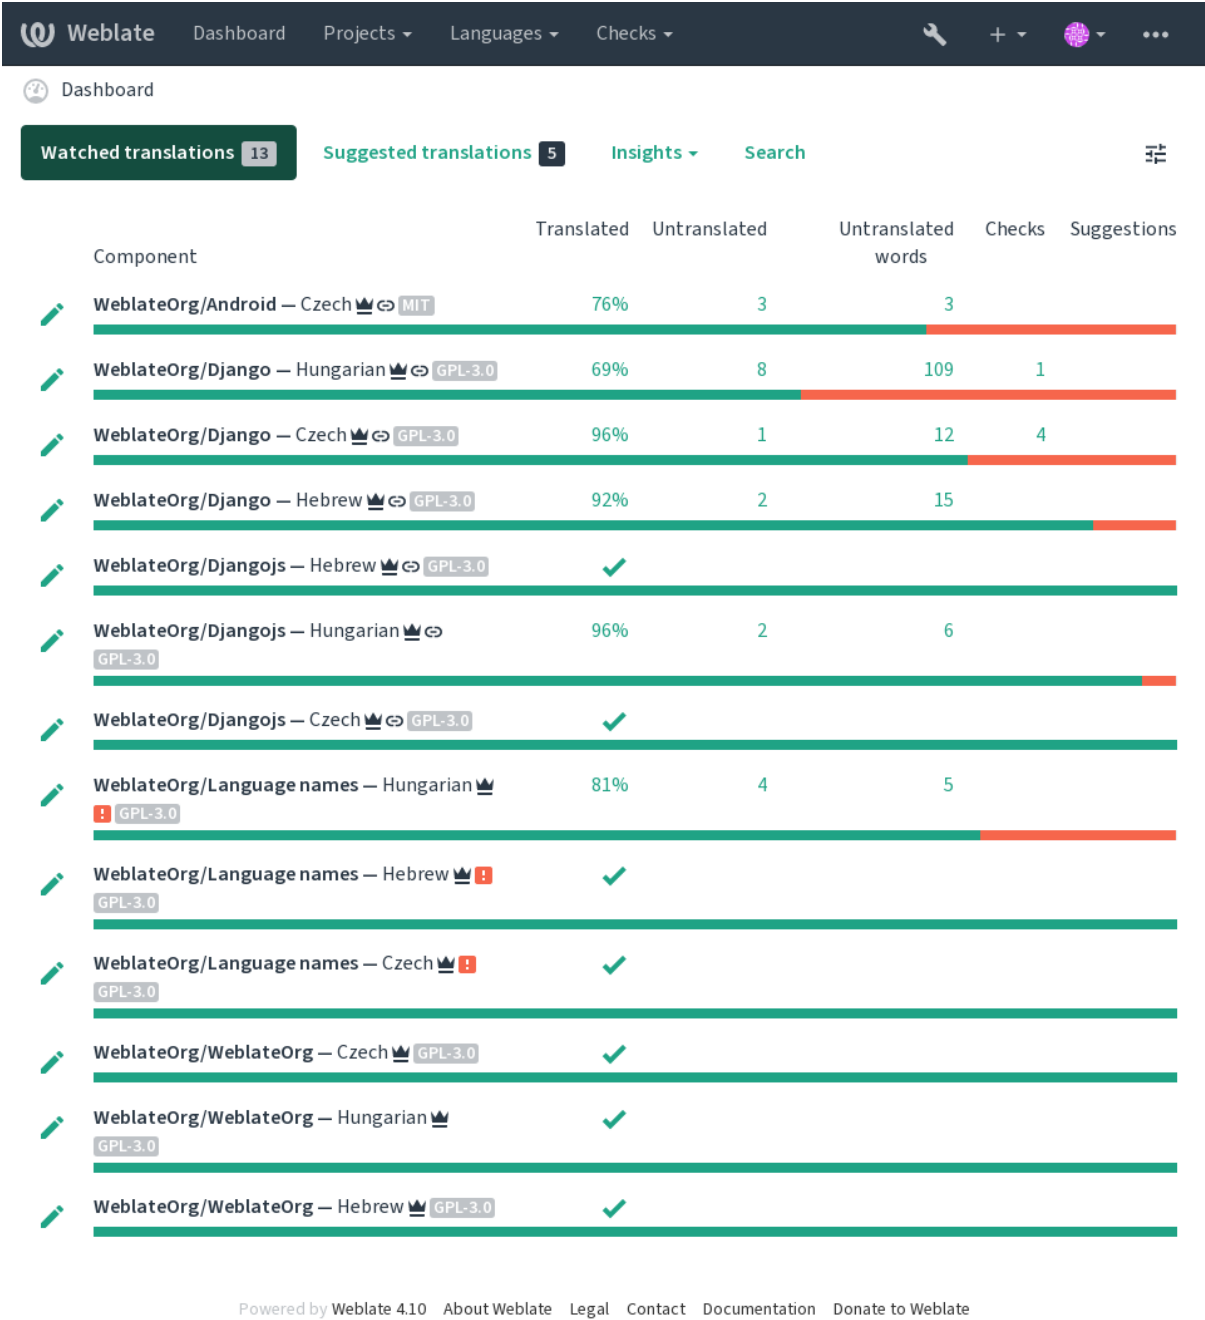 Weblate Dashboard Projects Languages Checks
Dashboard
Watched translations 13 Suggested translations 5 Insights Search
Component Translated Untranslated Untranslated words Checks Suggestions
WeblateOrg/Android — Czech MIT 76% 3 3
WeblateOrg/Django — Hungarian GPL-3.0 69% 8 109 1
WeblateOrg/Django — Czech GPL-3.0 96% 1 12 4
WeblateOrg/Django — Hebrew GPL-3.0 92% 2 15
WeblateOrg/Djangojs — Hebrew GPL-3.0
WeblateOrg/Djangojs — Hungarian 96% 2 6
GPL-3.0
WeblateOrg/Djangojs — Czech GPL-3.0
WeblateOrg/Language names — Hungarian 81% 4 5
GPL-3.0
WeblateOrg/Language names — Hebrew
GPL-3.0
WeblateOrg/Language names — Czech
GPL-3.0
WeblateOrg/WeblateOrg — Czech GPL-3.0
WeblateOrg/WeblateOrg — Hungarian
GPL-3.0
WeblateOrg/WeblateOrg — Hebrew GPL-3.0
Powered by Weblate 4.10 About Weblate Legal Contact Documentation Donate to Weblate